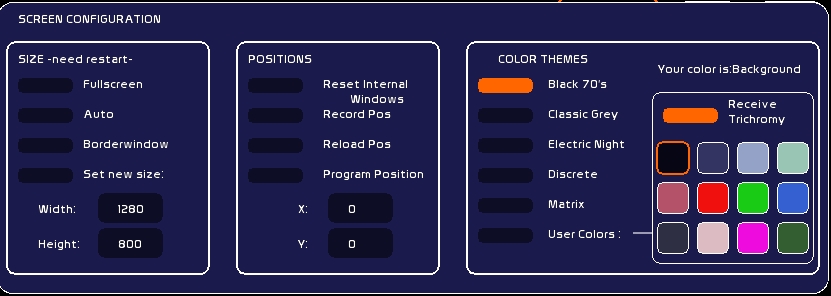 SCREEN CONFIGURATION
SIZE -need restart-
Fullscreen
Auto
Borderwindow
Set new size:
Width: 1280
Height: 800
POSITIONS
Reset Internal
Windows
Record Pos
Reload Pos
Program Position
X: 0
Y: 0
COLOR THEMES
Black 70's
Classic Grey
Electric Night
Discrete
Matrix
User Colors :
Your color is:Background
Receive
Trichromy